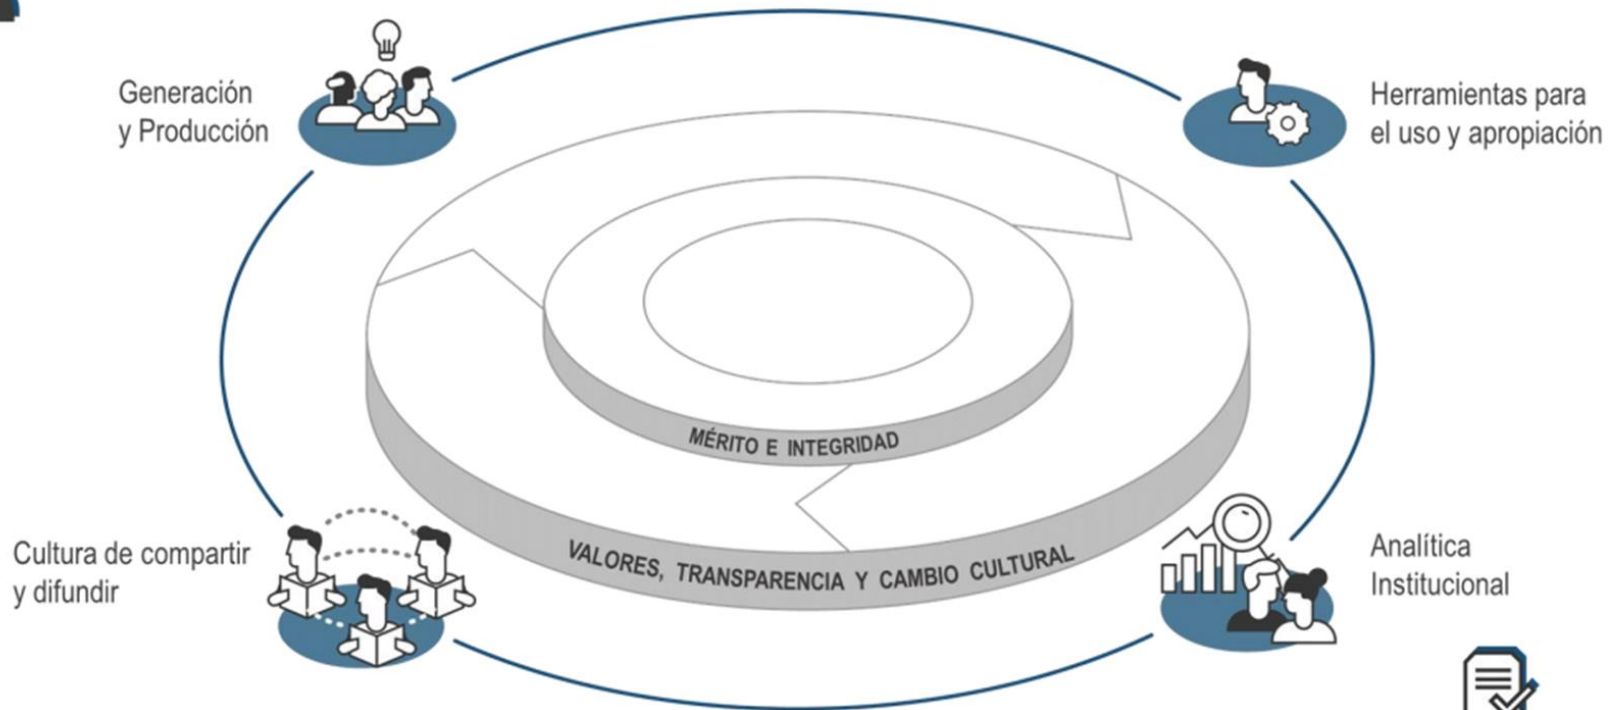 Generación
y Producción
Herramientas para
el uso y apropiación
MÉRITO E INTEGRIDAD
VALORES, TRANSPARENCIA Y CAMBIO CULTURAL
Cultura de compartir
y difundir
Analítica
Institucional